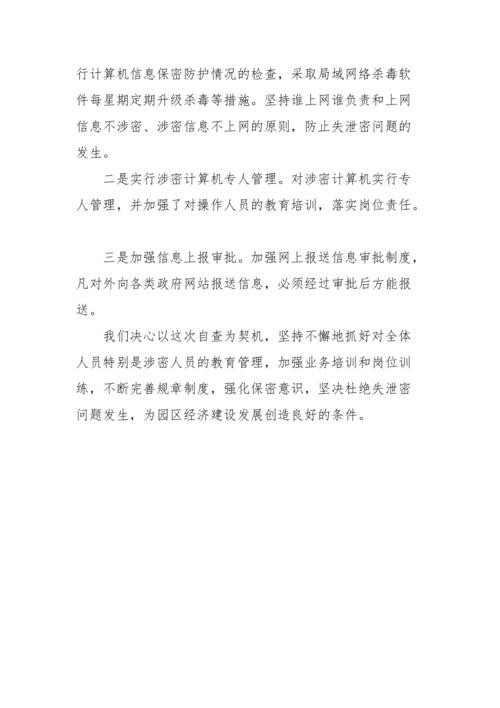 行计算机信息保密防护情况的检查，采取局域网络杀毒软
件每星期定期升级杀毒等措施。坚持谁上网谁负责和上网
信息不涉密、涉密信息不上网的原则，防止失泄密问题的
发生。
二是实行涉密计算机专人管理。对涉密计算机实行专
人管理，并加强了对操作人员的教育培训，落实岗位责任。
三是加强信息上报审批。加强网上报送信息审批制度，
凡对外向各类政府网站报送信息，必须经过审批后方能报
送。
我们决心以这次自查为契机，坚持不懈地抓好对全体
人员特别是涉密人员的教育管理，加强业务培训和岗位训
练，不断完善规章制度，强化保密意识，坚决杜绝失泄密
问题发生，为园区经济建设发展创造良好的条件。